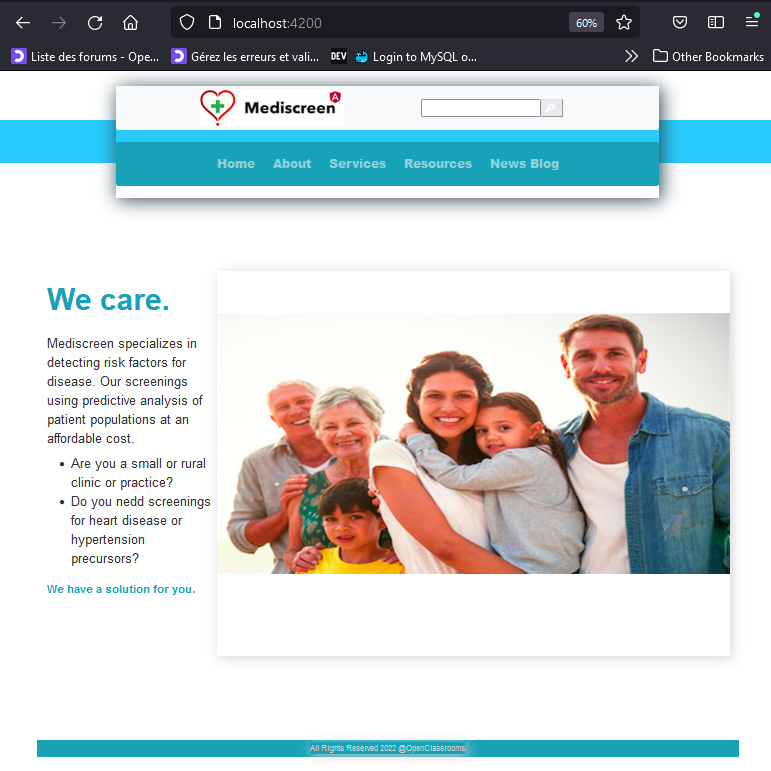 localhost:4200
60%
Liste des forums - Ope...
Gérez les erreurs et vali...
DEV
Login to MySQL o...
Other Bookmarks
Mediscreen
A
Home About Services Resources News Blog
We care.
Mediscreen specializes in
detecting risk factors for
disease. Our screenings
using predictive analysis of
patient populations at an
affordable cost.
• Are you a small or rural
clinic or practice?
• Do you nedd screenings
for heart disease or
hypertension
precursors?
We have a solution for you.
All Rights Reserved 2022 @OpenClassrooms